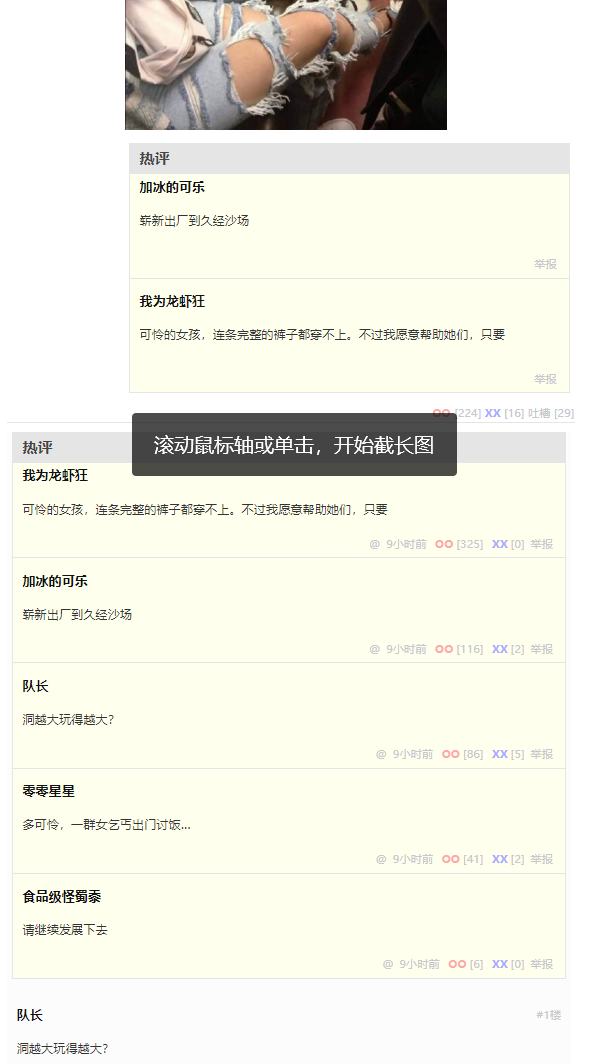 热评
加冰的可乐
崭新出厂到久经沙场
举报
我为龙虾狂
可怜的女孩，连条完整的裤子都穿不上。不过我愿意帮助她们，只要
举报
OO [224] XX [16] 吐槽 [29]
滚动鼠标轴或单击，开始截长图
热评
我为龙虾狂
可怜的女孩，连条完整的裤子都穿不上。不过我愿意帮助她们，只要
@ 9小时前 OO [325] XX [0] 举报
加冰的可乐
崭新出厂到久经沙场
@ 9小时前 OO [116] XX [2] 举报
队长
洞越大玩得越大？
@ 9小时前 OO [86] XX [5] 举报
零零星星
多可怜，一群女乞丐出门讨饭...
@ 9小时前 OO [41] XX [2] 举报
食品级怪蜀黍
请继续发展下去
@ 9小时前 OO [6] XX [0] 举报
队长
#1楼
洞越大玩得越大？